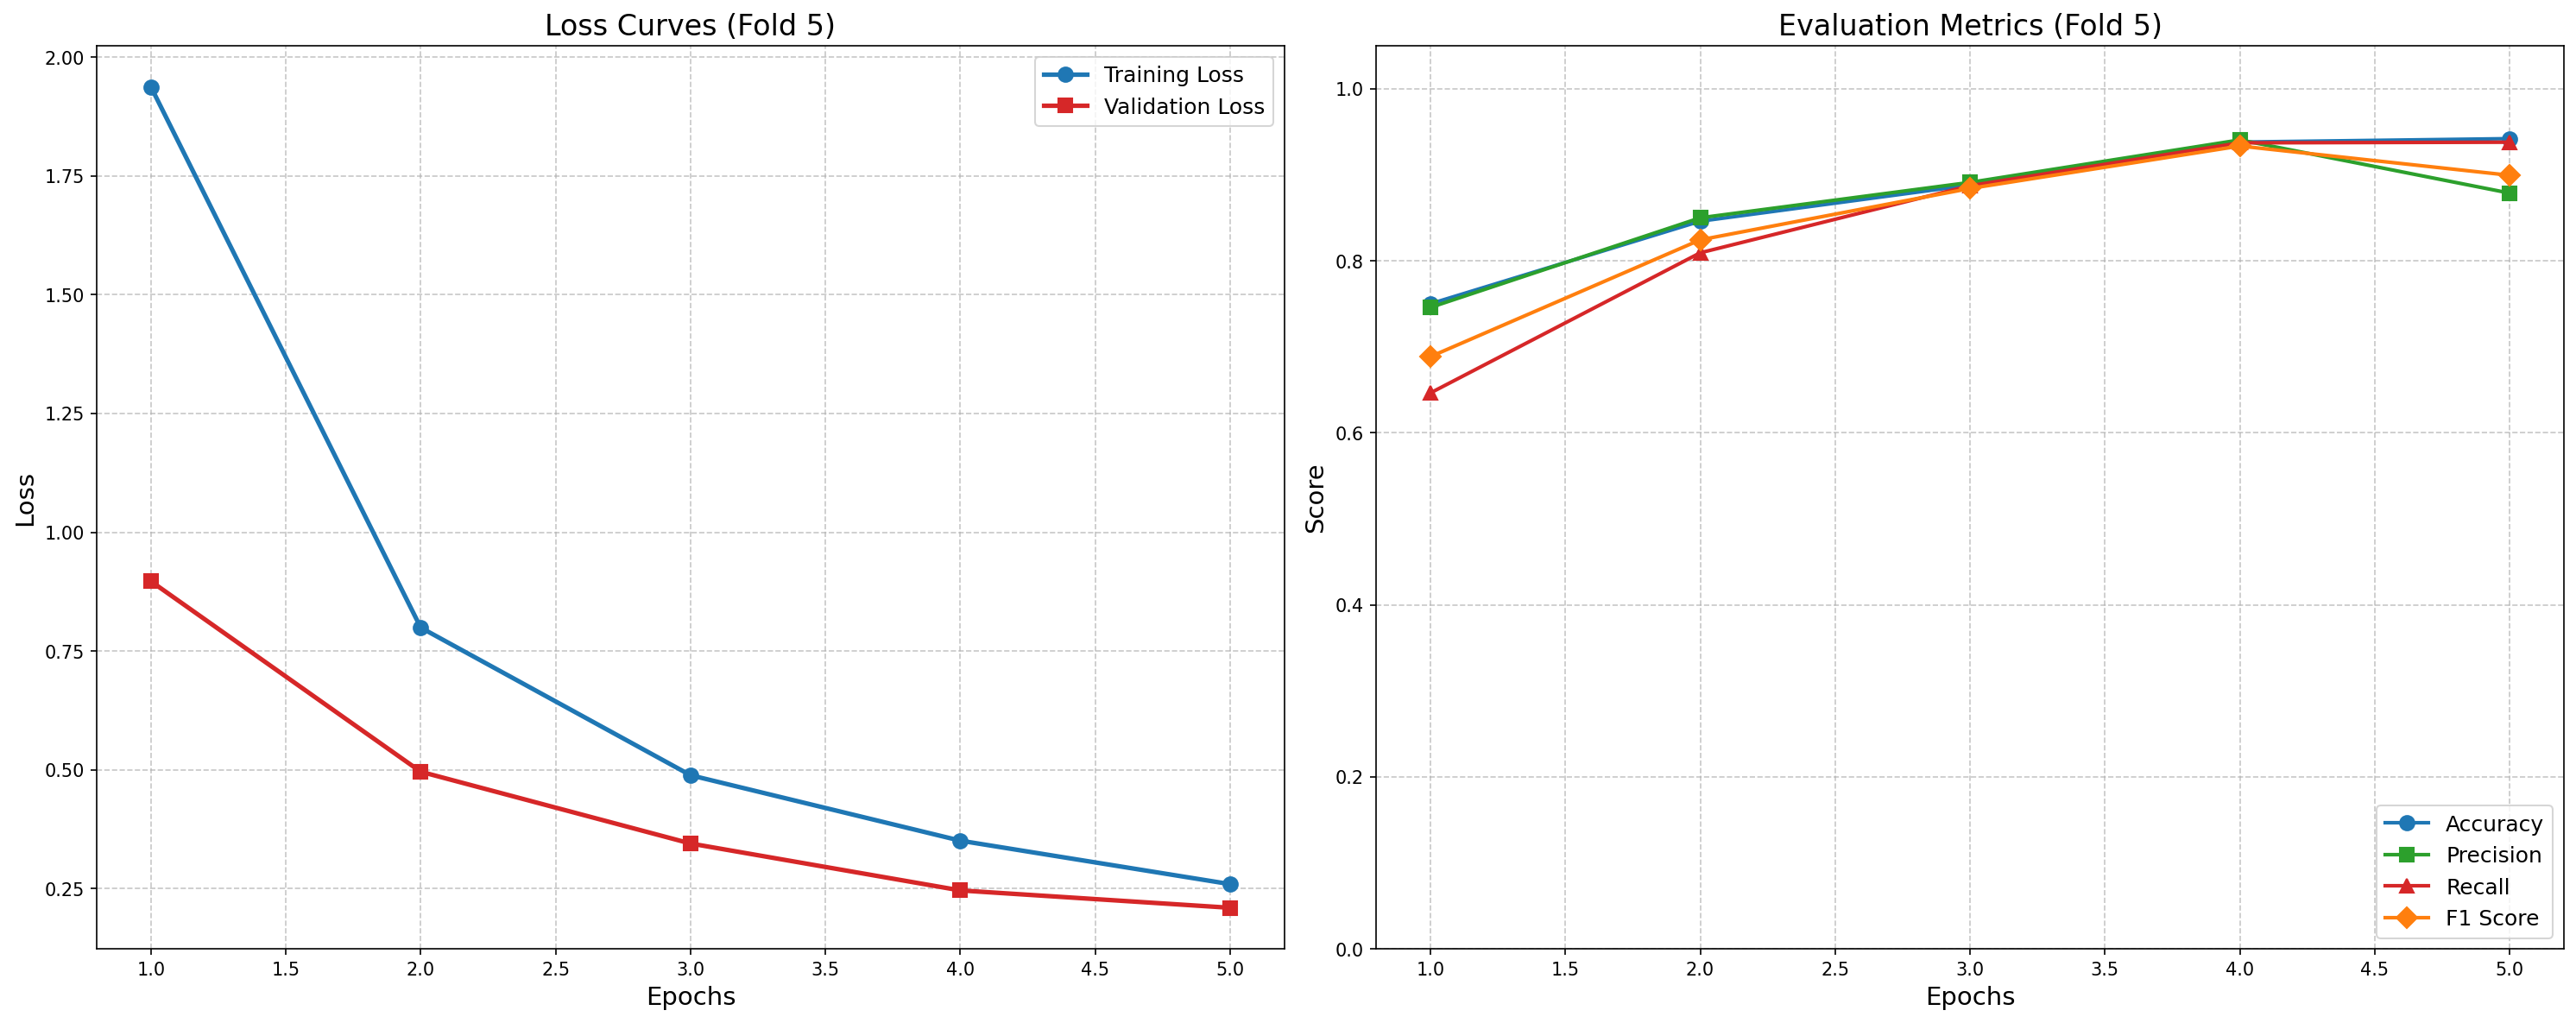 Loss Curves (Fold 5)
2.00
1.75
1.50
1.25
1.00
0.75
0.50
0.25
Loss
Training Loss
Validation Loss
1.0 1.5 2.0 2.5 3.0 3.5 4.0 4.5 5.0
Epochs
Evaluation Metrics (Fold 5)
1.0
0.8
0.6
0.4
0.2
0.0
Score
Accuracy
Precision
Recall
F1 Score
1.0 1.5 2.0 2.5 3.0 3.5 4.0 4.5 5.0
Epochs